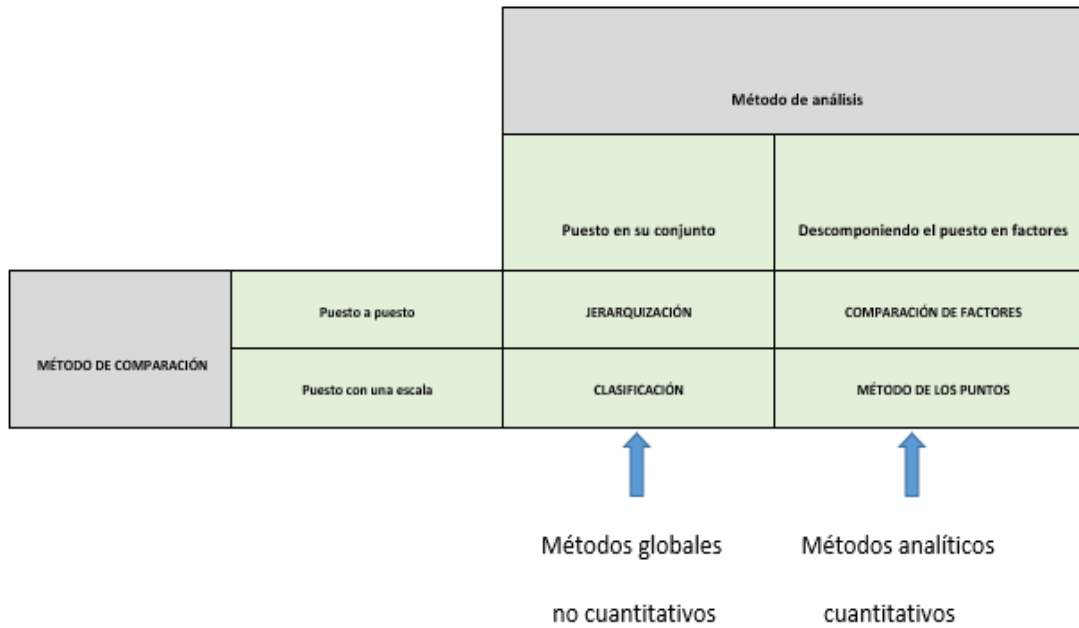 Método de análisis
Puesto en su conjunto
Descomponiendo el puesto en factores
MÉTODO DE COMPARACIÓN
Puesto a puesto
JERARQUIZACIÓN
COMPARACIÓN DE FACTORES
Puesto con una escala
CLASIFICACIÓN
MÉTODO DE LOS PUNTOS
Métodos globales
no cuantitativos
Métodos analíticos
cuantitativos